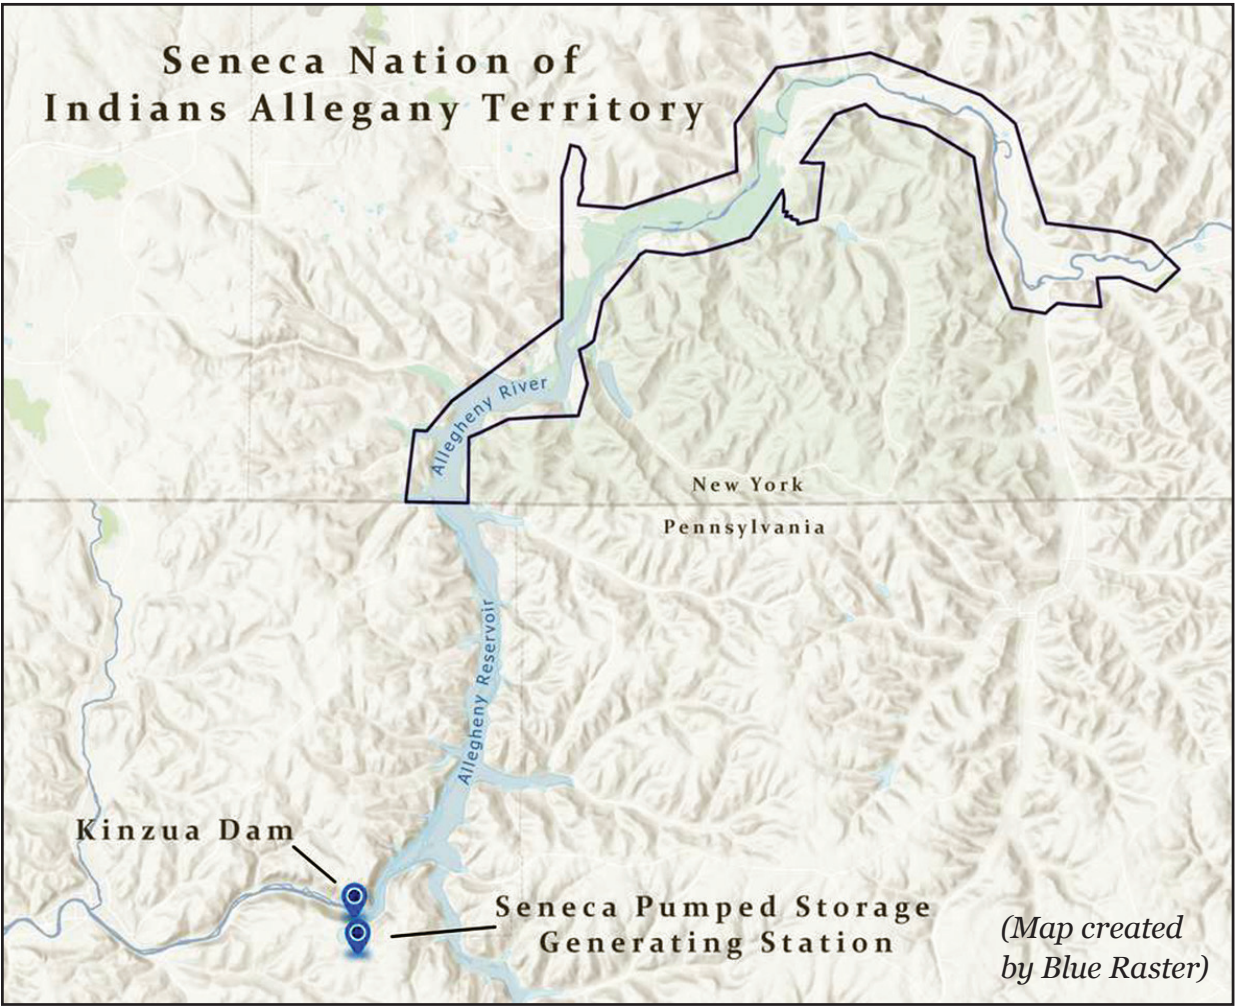 Seneca Nation of
Indians Allegany Territory
Allegheny River
New York
Pennsylvania
Allegheny Reservoir
Kinzua Dam
Seneca Pumped Storage
Generating Station
(Map created
by Blue Raster)